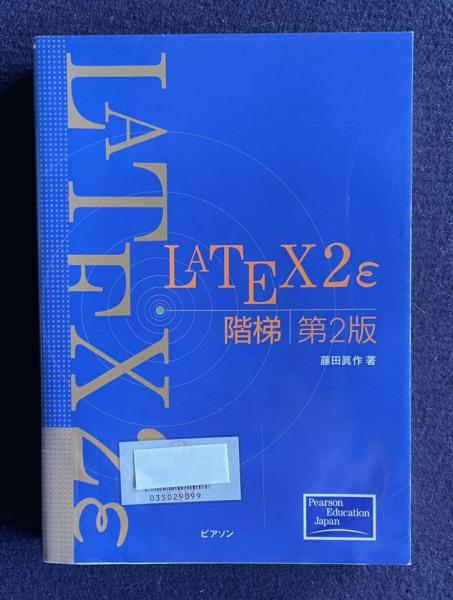 LATEX2ε
LATEX2ε
階梯 | 第2版
藤田眞作 著
035029099
Pearson
Education
Japan
ピアソン